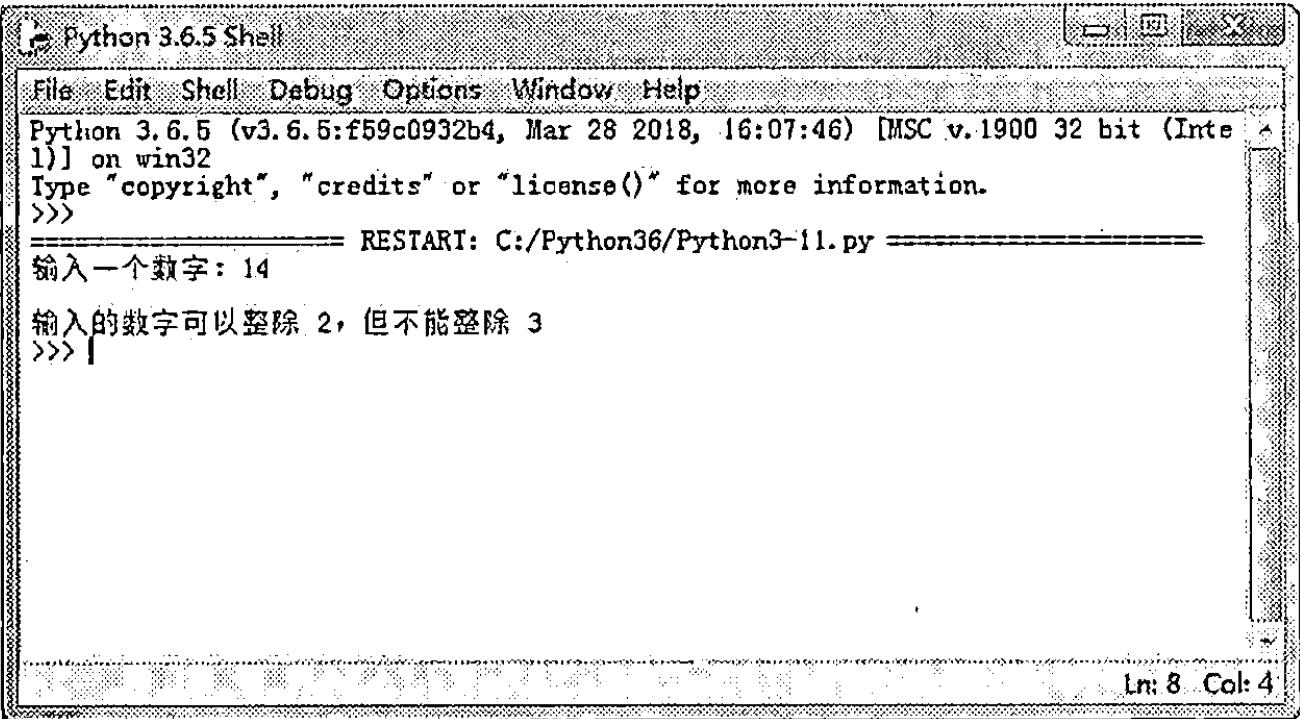 Python 3.6.5 Shell
File Edit Shell Debug Options Window Help
Python 3.6.5 (v3.6.5:f59c0932b4, Mar 28 2018, 16:07:46) [MSC v.1900 32 bit (Inte
l)] on win32
Type "copyright", "credits" or "license()" for more information.
>>>
=================== RESTART: C:/Python36/Python3-11.py ===================
输入一个数字：14
输入的数字可以整除 2，但不能整除 3
>>>
Ln: 8 Col: 4